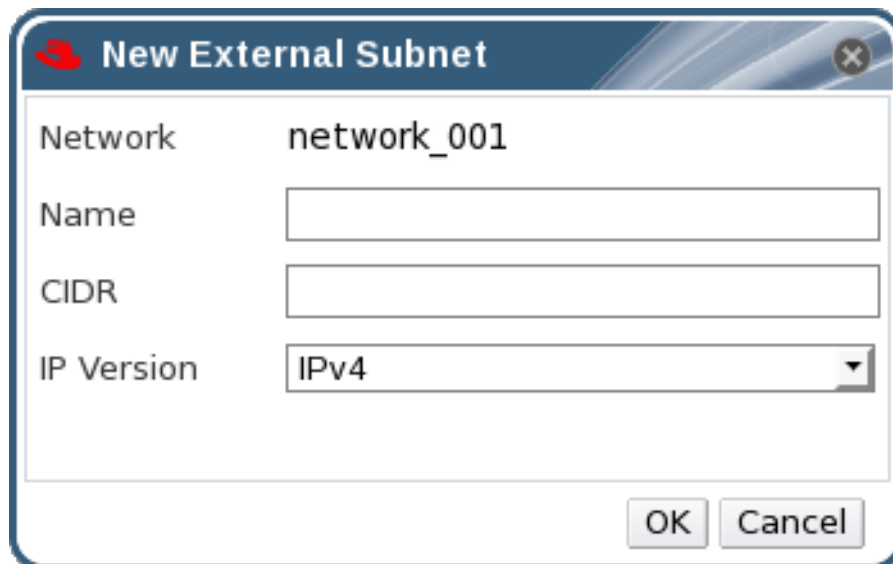 New External Subnet
Network network_001
Name
CIDR
IP Version IPv4
OK Cancel